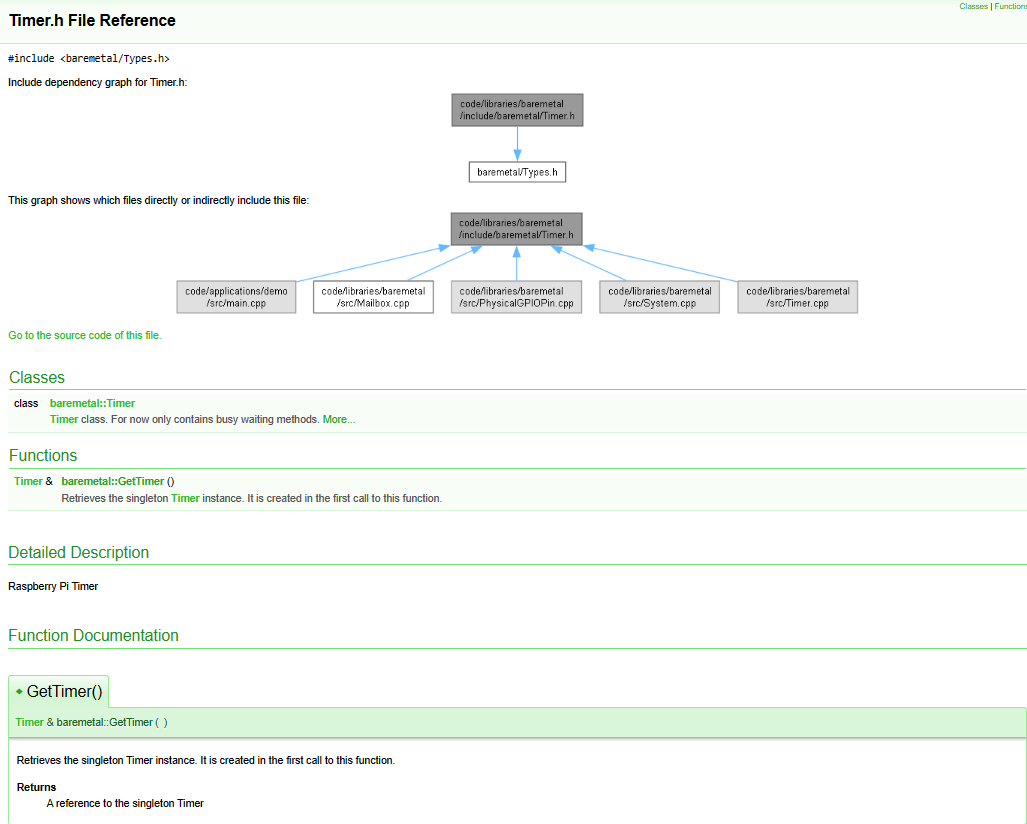 Classes | Functions
Timer.h File Reference
#include <baremetal/Types.h>
Include dependency graph for Timer.h:
code/libraries/baremetal
/include/baremetal/Timer.h
baremetal/Types.h
This graph shows which files directly or indirectly include this file:
code/libraries/baremetal
/include/baremetal/Timer.h
code/applications/demo
/src/main.cpp
code/libraries/baremetal
/src/Mailbox.cpp
code/libraries/baremetal
/src/PhysicalGPIOPin.cpp
code/libraries/baremetal
/src/System.cpp
code/libraries/baremetal
/src/Timer.cpp
Go to the source code of this file.
Classes
class baremetal::Timer
Timer class. For now only contains busy waiting methods. More...
Functions
Timer & baremetal::GetTimer ()
Retrieves the singleton Timer instance. It is created in the first call to this function.
Detailed Description
Raspberry Pi Timer
Function Documentation
◆ GetTimer()
Timer & baremetal::GetTimer ( )
Retrieves the singleton Timer instance. It is created in the first call to this function.
Returns
A reference to the singleton Timer